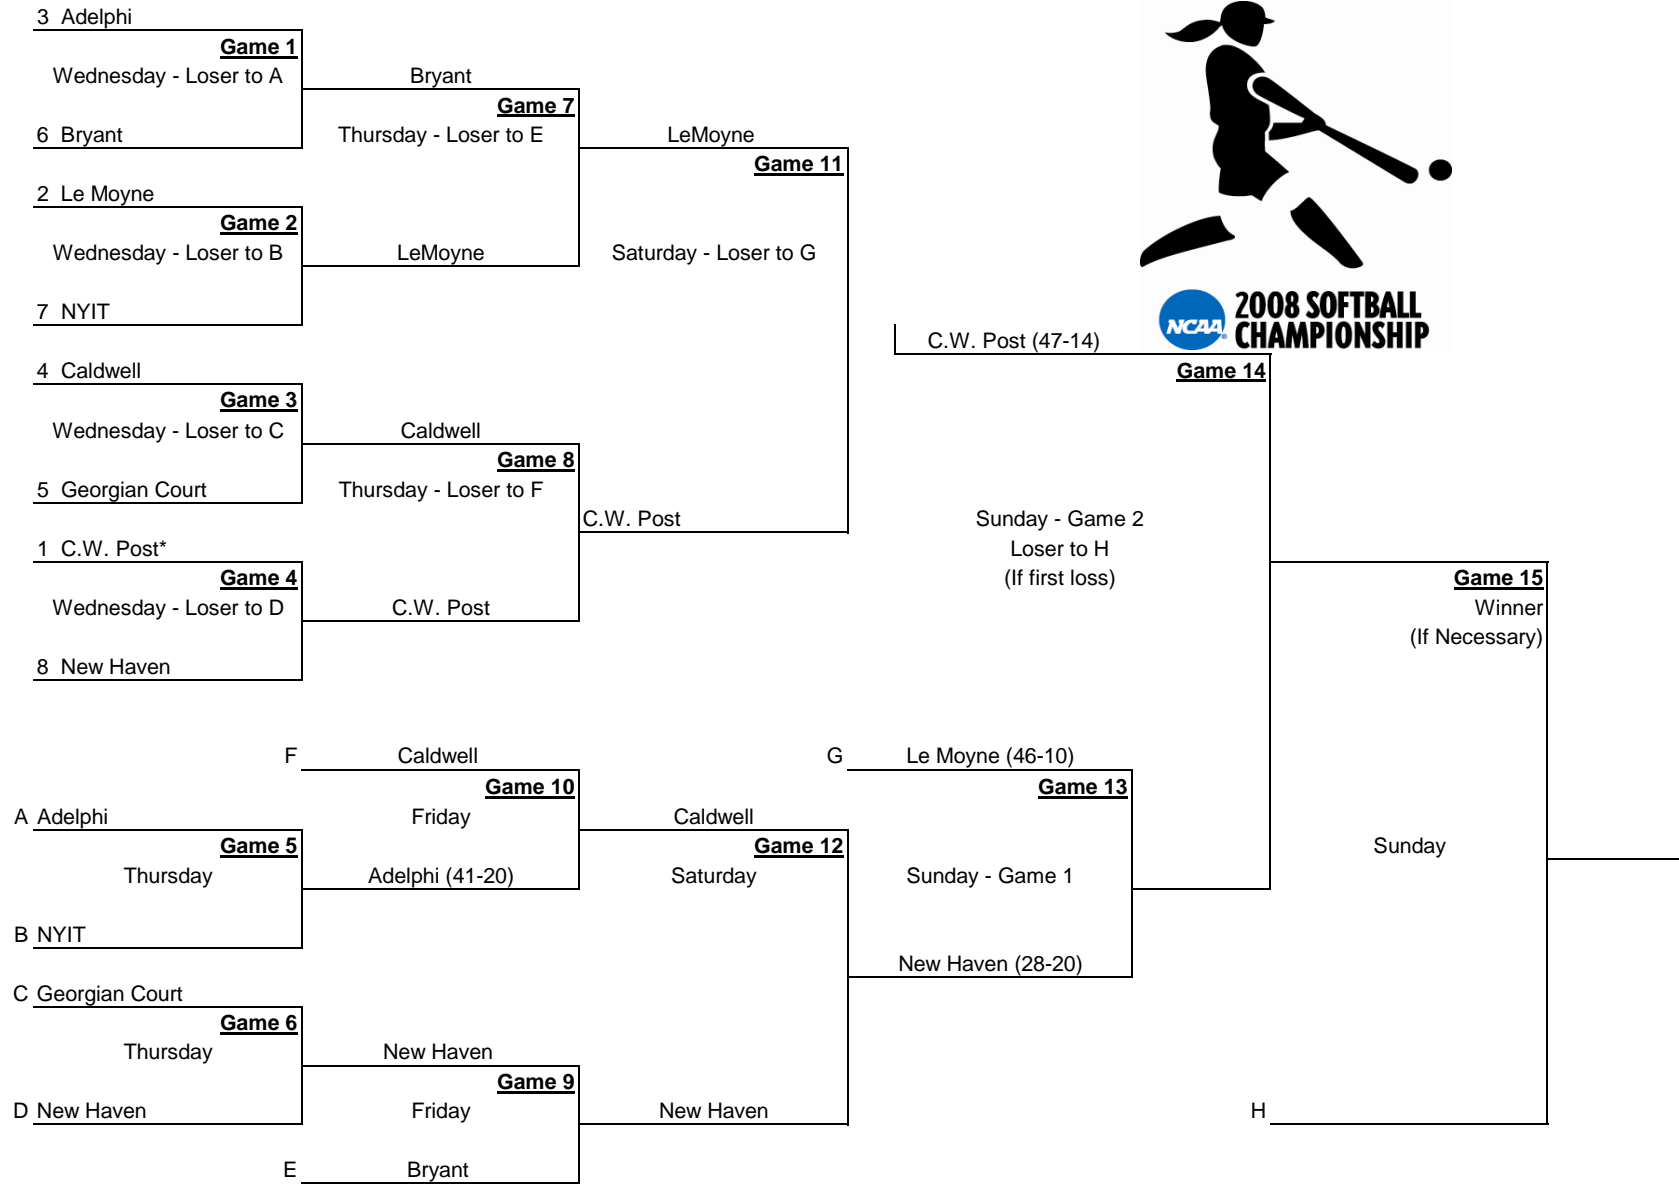 3 Adelphi
Game 1
Wednesday - Loser to A
Bryant
Game 7
6 Bryant
Thursday - Loser to E
LeMoyne
Game 11
2 Le Moyne
Game 2
Wednesday - Loser to B
LeMoyne
Saturday - Loser to G
7 NYIT
2008 SOFTBALL
NCAA
CHAMPIONSHIP
C.W. Post (47-14)
4 Caldwell
Game 14
Game 3
Wednesday - Loser to C
Caldwell
Game 8
5 Georgian Court
Thursday - Loser to F
C.W. Post
Sunday - Game 2
1 C.W. Post*
Loser to H
Game 4
(If first loss)
Game 15
Wednesday - Loser to D
C.W. Post
Winner
(If Necessary)
8 New Haven
F Caldwell
G Le Moyne (46-10)
Game 10
Game 13
A Adelphi
Friday
Caldwell
Game 5
Game 12
Sunday
Thursday
Adelphi (41-20)
Saturday
Sunday - Game 1
B NYIT
New Haven (28-20)
C Georgian Court
Game 6
Thursday
New Haven
Game 9
D New Haven
Friday
New Haven
H
E Bryant